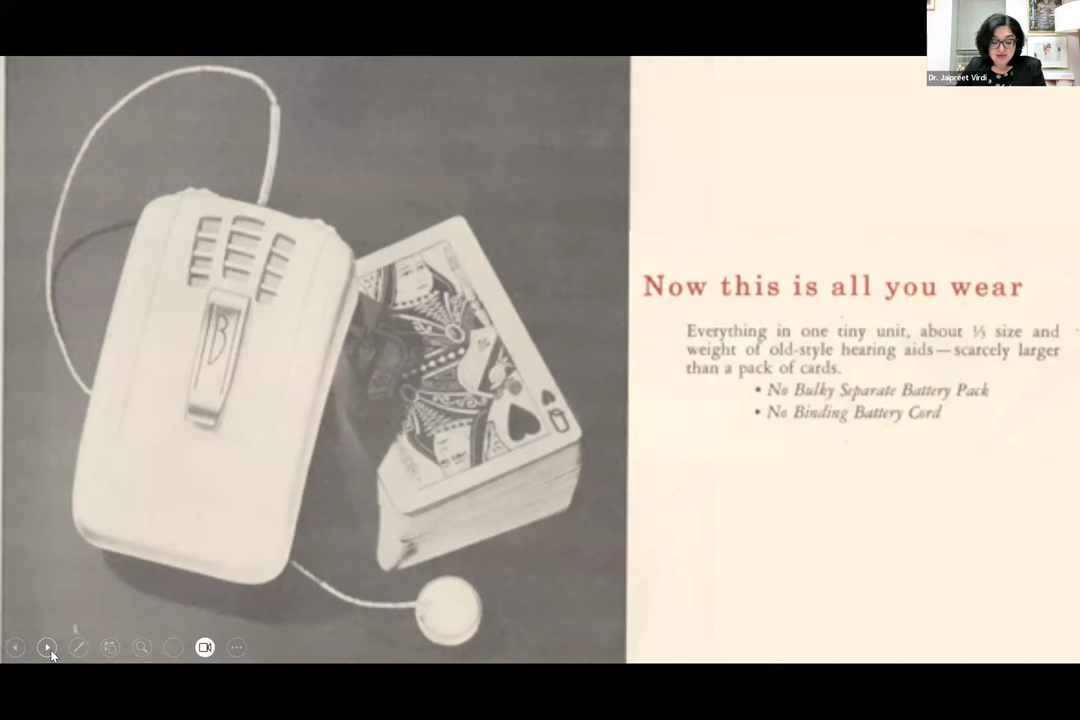 Dr. Jaipreet Virdi
B
Q
Now this is all you wear
Everything in one tiny unit, about ⅓ size and
weight of old-style hearing aids—scarcely larger
than a pack of cards.
• No Bulky Separate Battery Pack
• No Binding Battery Cord